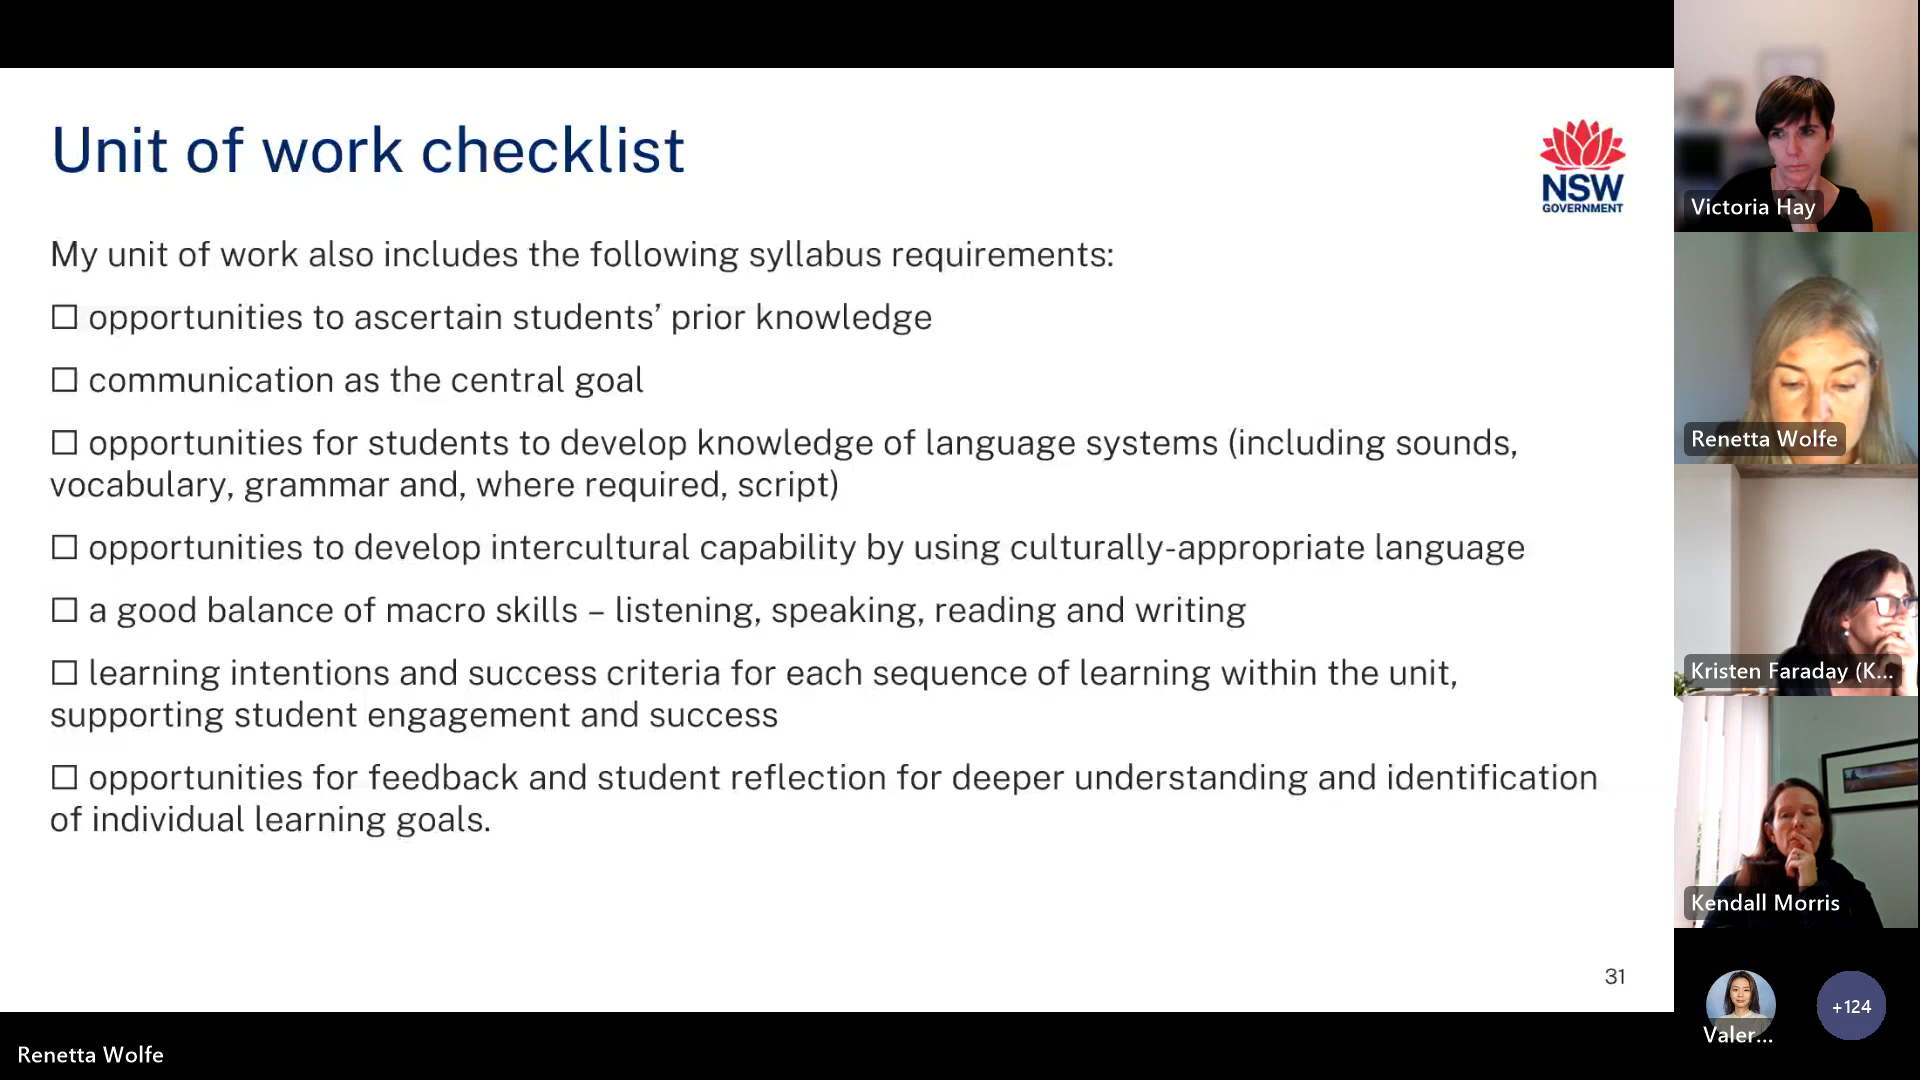 Unit of work checklist
NSW
GOVERNMENT
My unit of work also includes the following syllabus requirements:
☐ opportunities to ascertain students’ prior knowledge
☐ communication as the central goal
☐ opportunities for students to develop knowledge of language systems (including sounds,
vocabulary, grammar and, where required, script)
☐ opportunities to develop intercultural capability by using culturally-appropriate language
☐ a good balance of macro skills – listening, speaking, reading and writing
☐ learning intentions and success criteria for each sequence of learning within the unit,
supporting student engagement and success
☐ opportunities for feedback and student reflection for deeper understanding and identification
of individual learning goals.
31
Renetta Wolfe
Victoria Hay
Renetta Wolfe
Kristen Faraday (K...
Kendall Morris
Valer...
+124